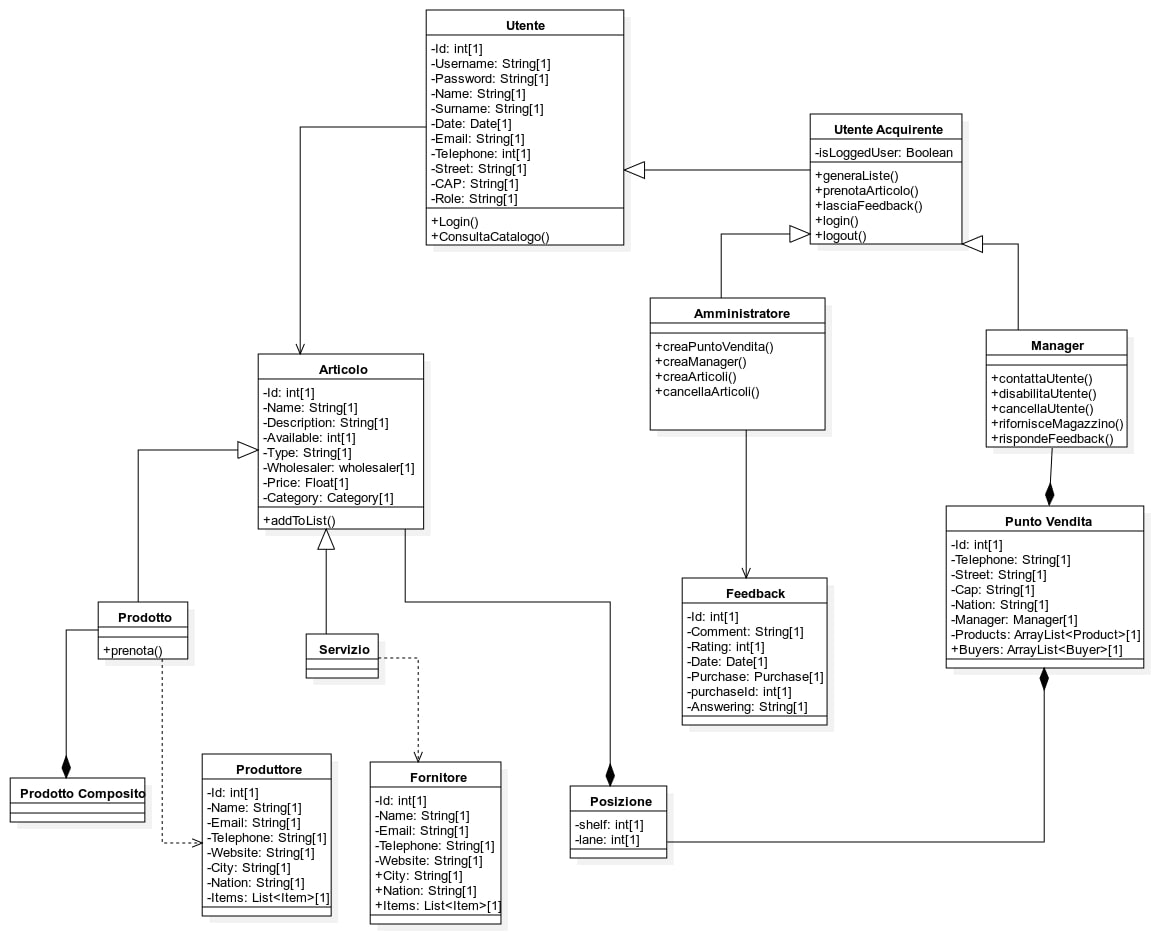 Utente
-Id: int[1]
-Username: String[1]
-Password: String[1]
-Name: String[1]
-Surname: String[1]
-Date: Date[1]
-Email: String[1]
-Telephone: int[1]
-Street: String[1]
-CAP: String[1]
-Role: String[1]
+Login()
+ConsultaCatalogo()
Utente Acquirente
-isLoggedUser: Boolean
+generaListe()
+prenotaArticolo()
+lasciaFeedback()
+login()
+logout()
Amministratore
+creaPuntoVendita()
+creaManager()
+creaArticoli()
+cancellaArticoli()
Manager
+contattaUtente()
+disabilitaUtente()
+cancellaUtente()
+rifornisceMagazzino()
+rispondeFeedback()
Articolo
-Id: int[1]
-Name: String[1]
-Description: String[1]
-Available: int[1]
-Type: String[1]
-Wholesaler: wholesaler[1]
-Price: Float[1]
-Category: Category[1]
+addToList()
Punto Vendita
-Id: int[1]
-Telephone: String[1]
-Street: String[1]
-Cap: String[1]
-Nation: String[1]
-Manager: Manager[1]
-Products: ArrayList<Product>[1]
+Buyers: ArrayList<Buyer>[1]
Feedback
-Id: int[1]
-Comment: String[1]
-Rating: int[1]
-Date: Date[1]
-Purchase: Purchase[1]
-purchaseId: int[1]
-Answering: String[1]
Prodotto
+prenota()
Servizio
Prodotto Composito
Produttore
-Id: int[1]
-Name: String[1]
-Email: String[1]
-Telephone: String[1]
-Website: String[1]
-City: String[1]
-Nation: String[1]
-Items: List<Item>[1]
Fornitore
-Id: int[1]
-Name: String[1]
-Email: String[1]
-Telephone: String[1]
-Website: String[1]
+City: String[1]
+Nation: String[1]
+Items: List<Item>[1]
Posizione
-shelf: int[1]
-lane: int[1]